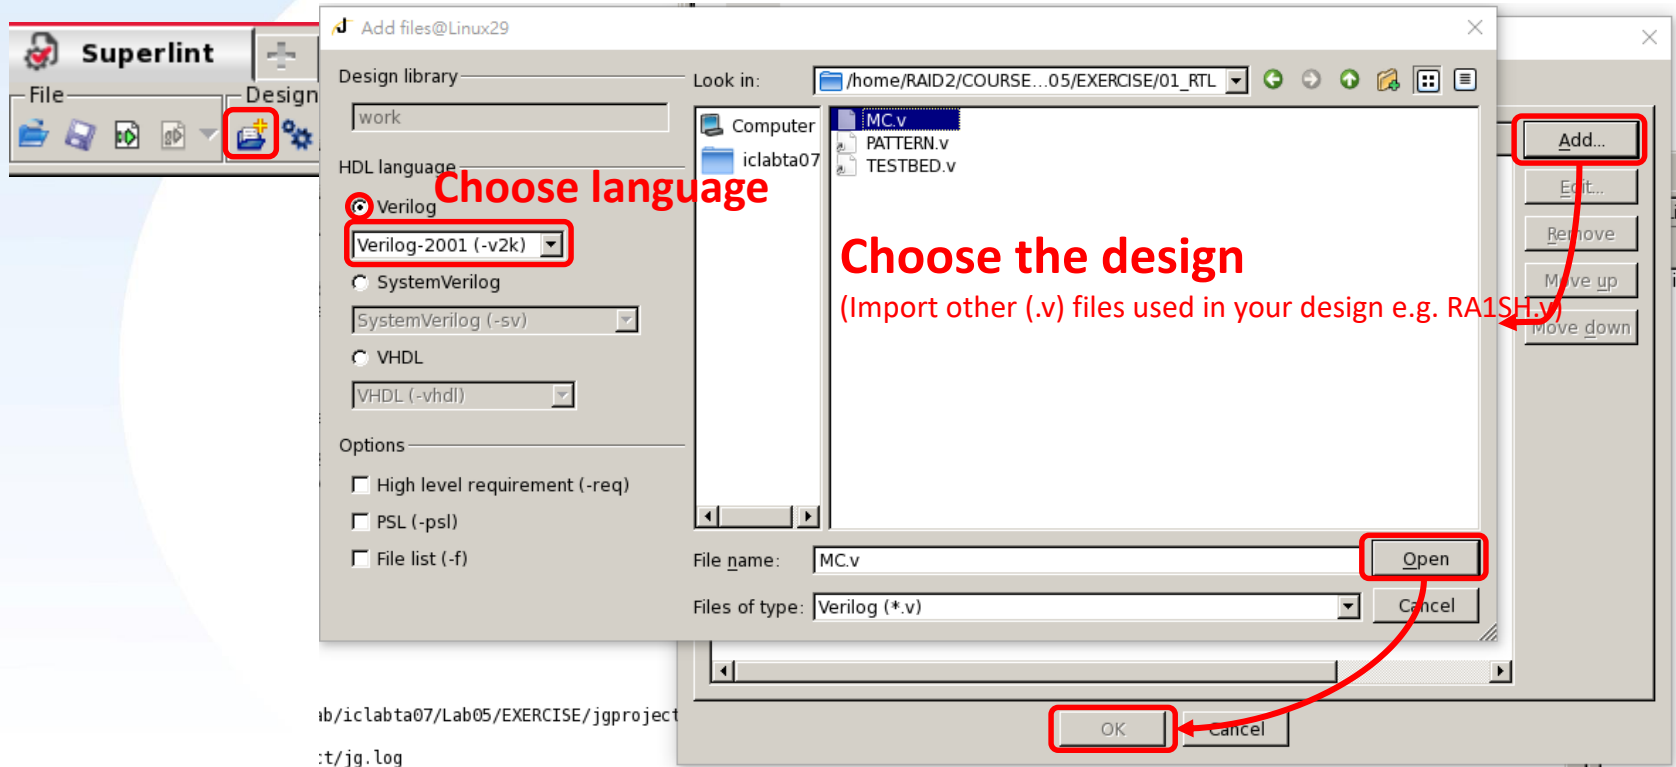 Superlint
File
Design
Add files@Linux29
Design library
work
HDL language
Choose language
Verilog
Verilog-2001 (-v2k)
SystemVerilog
SystemVerilog (-sv)
VHDL
VHDL (-vhdl)
Options
High level requirement (-req)
PSL (-psl)
File list (-f)
Look in:
/home/RAID2/COURSE...05/EXERCISE/01_RTL
Computer
iclabta07
MC.v
PATTERN.v
TESTBED.v
Choose the design
(Import other (.v) files used in your design e.g. RA1SH.v)
File name:
MC.v
Open
Files of type:
Verilog (*.v)
Cancel
Add...
Edit...
Remove
Move up
Move down
OK
Cancel
ab/iclabta07/Lab05/EXERCISE/jgproject
t/jg.log